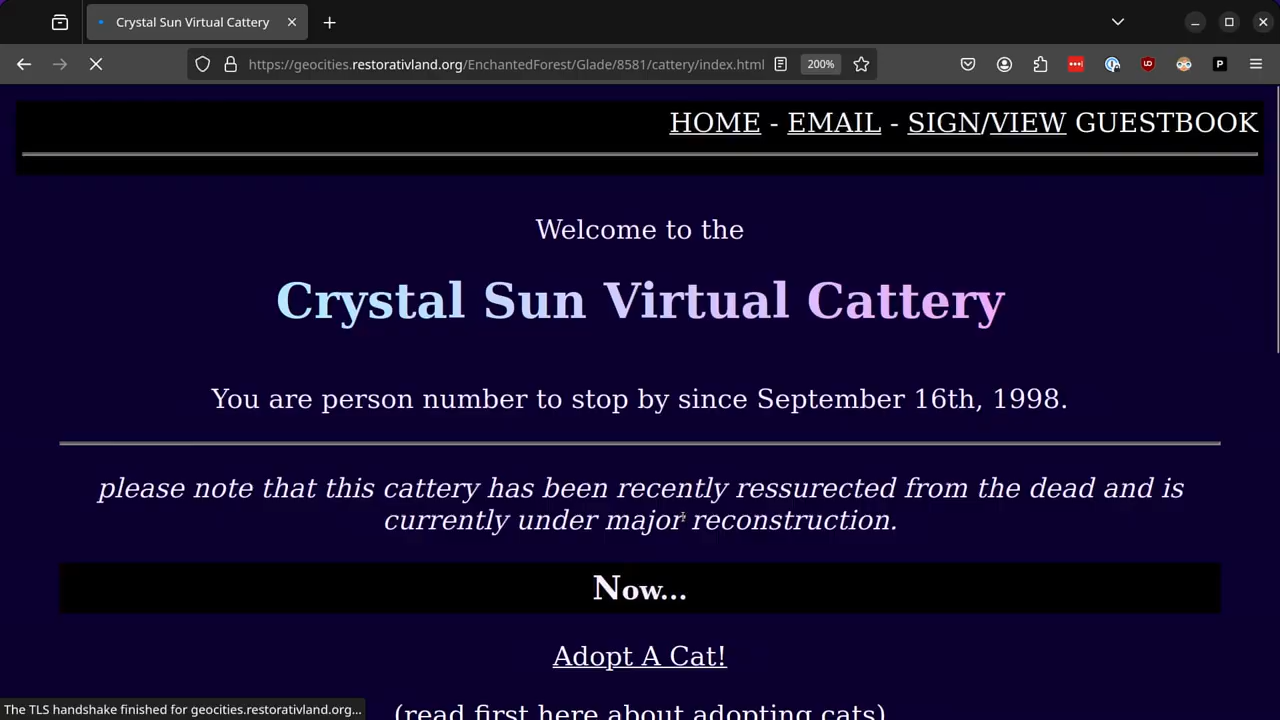 Crystal Sun Virtual Cattery
https://geocities.restorativland.org/EnchantedForest/Glade/8581/cattery/index.html
200%
HOME - EMAIL - SIGN/VIEW GUESTBOOK
Welcome to the
Crystal Sun Virtual Cattery
You are person number to stop by since September 16th, 1998.
please note that this cattery has been recently ressurected from the dead and is
currently under major reconstruction.
Now...
Adopt A Cat!
(read first here about adopting cats)
The TLS handshake finished for geocities.restorativland.org...